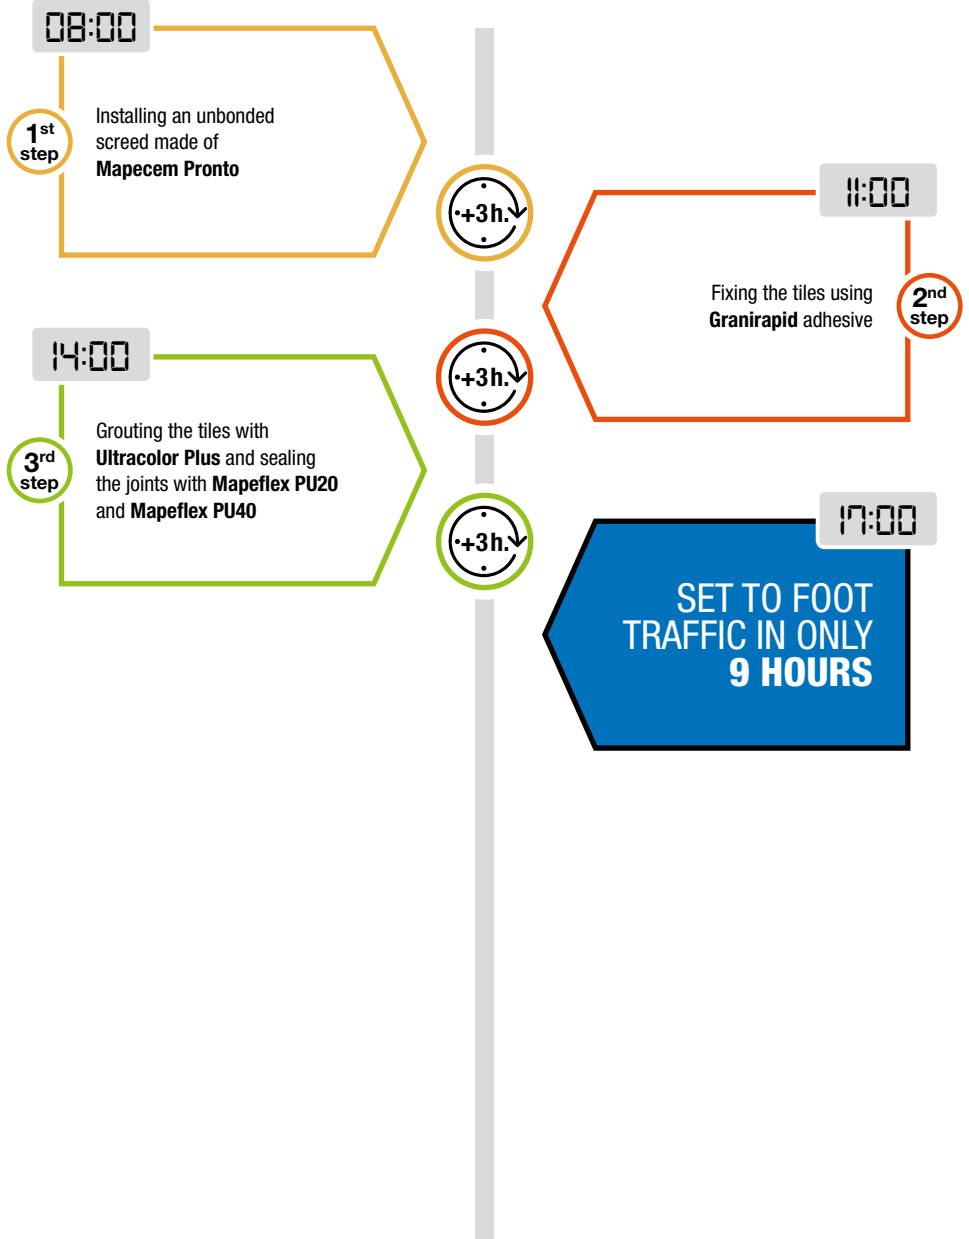 08:00
1st
step
Installing an unbonded
screed made of
Mapecem Pronto
+3h.
11:00
2nd
step
Fixing the tiles using
Granirapid adhesive
+3h.
14:00
3rd
step
Grouting the tiles with
Ultracolor Plus and sealing
the joints with Mapeflex PU20
and Mapeflex PU40
+3h.
17:00
SET TO FOOT
TRAFFIC IN ONLY
9 HOURS